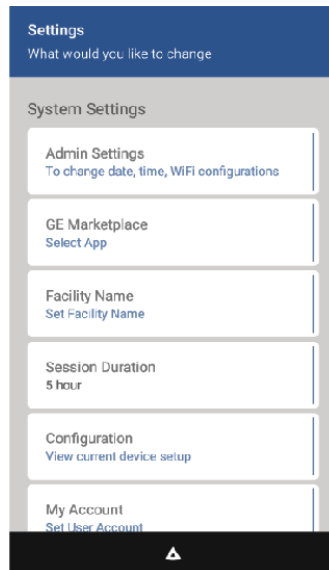 Settings
What would you like to change
System Settings
Admin Settings
To change date, time, WiFi configurations
GE Marketplace
Select App
Facility Name
Set Facility Name
Session Duration
5 hour
Configuration
View current device setup
My Account
Set User Account